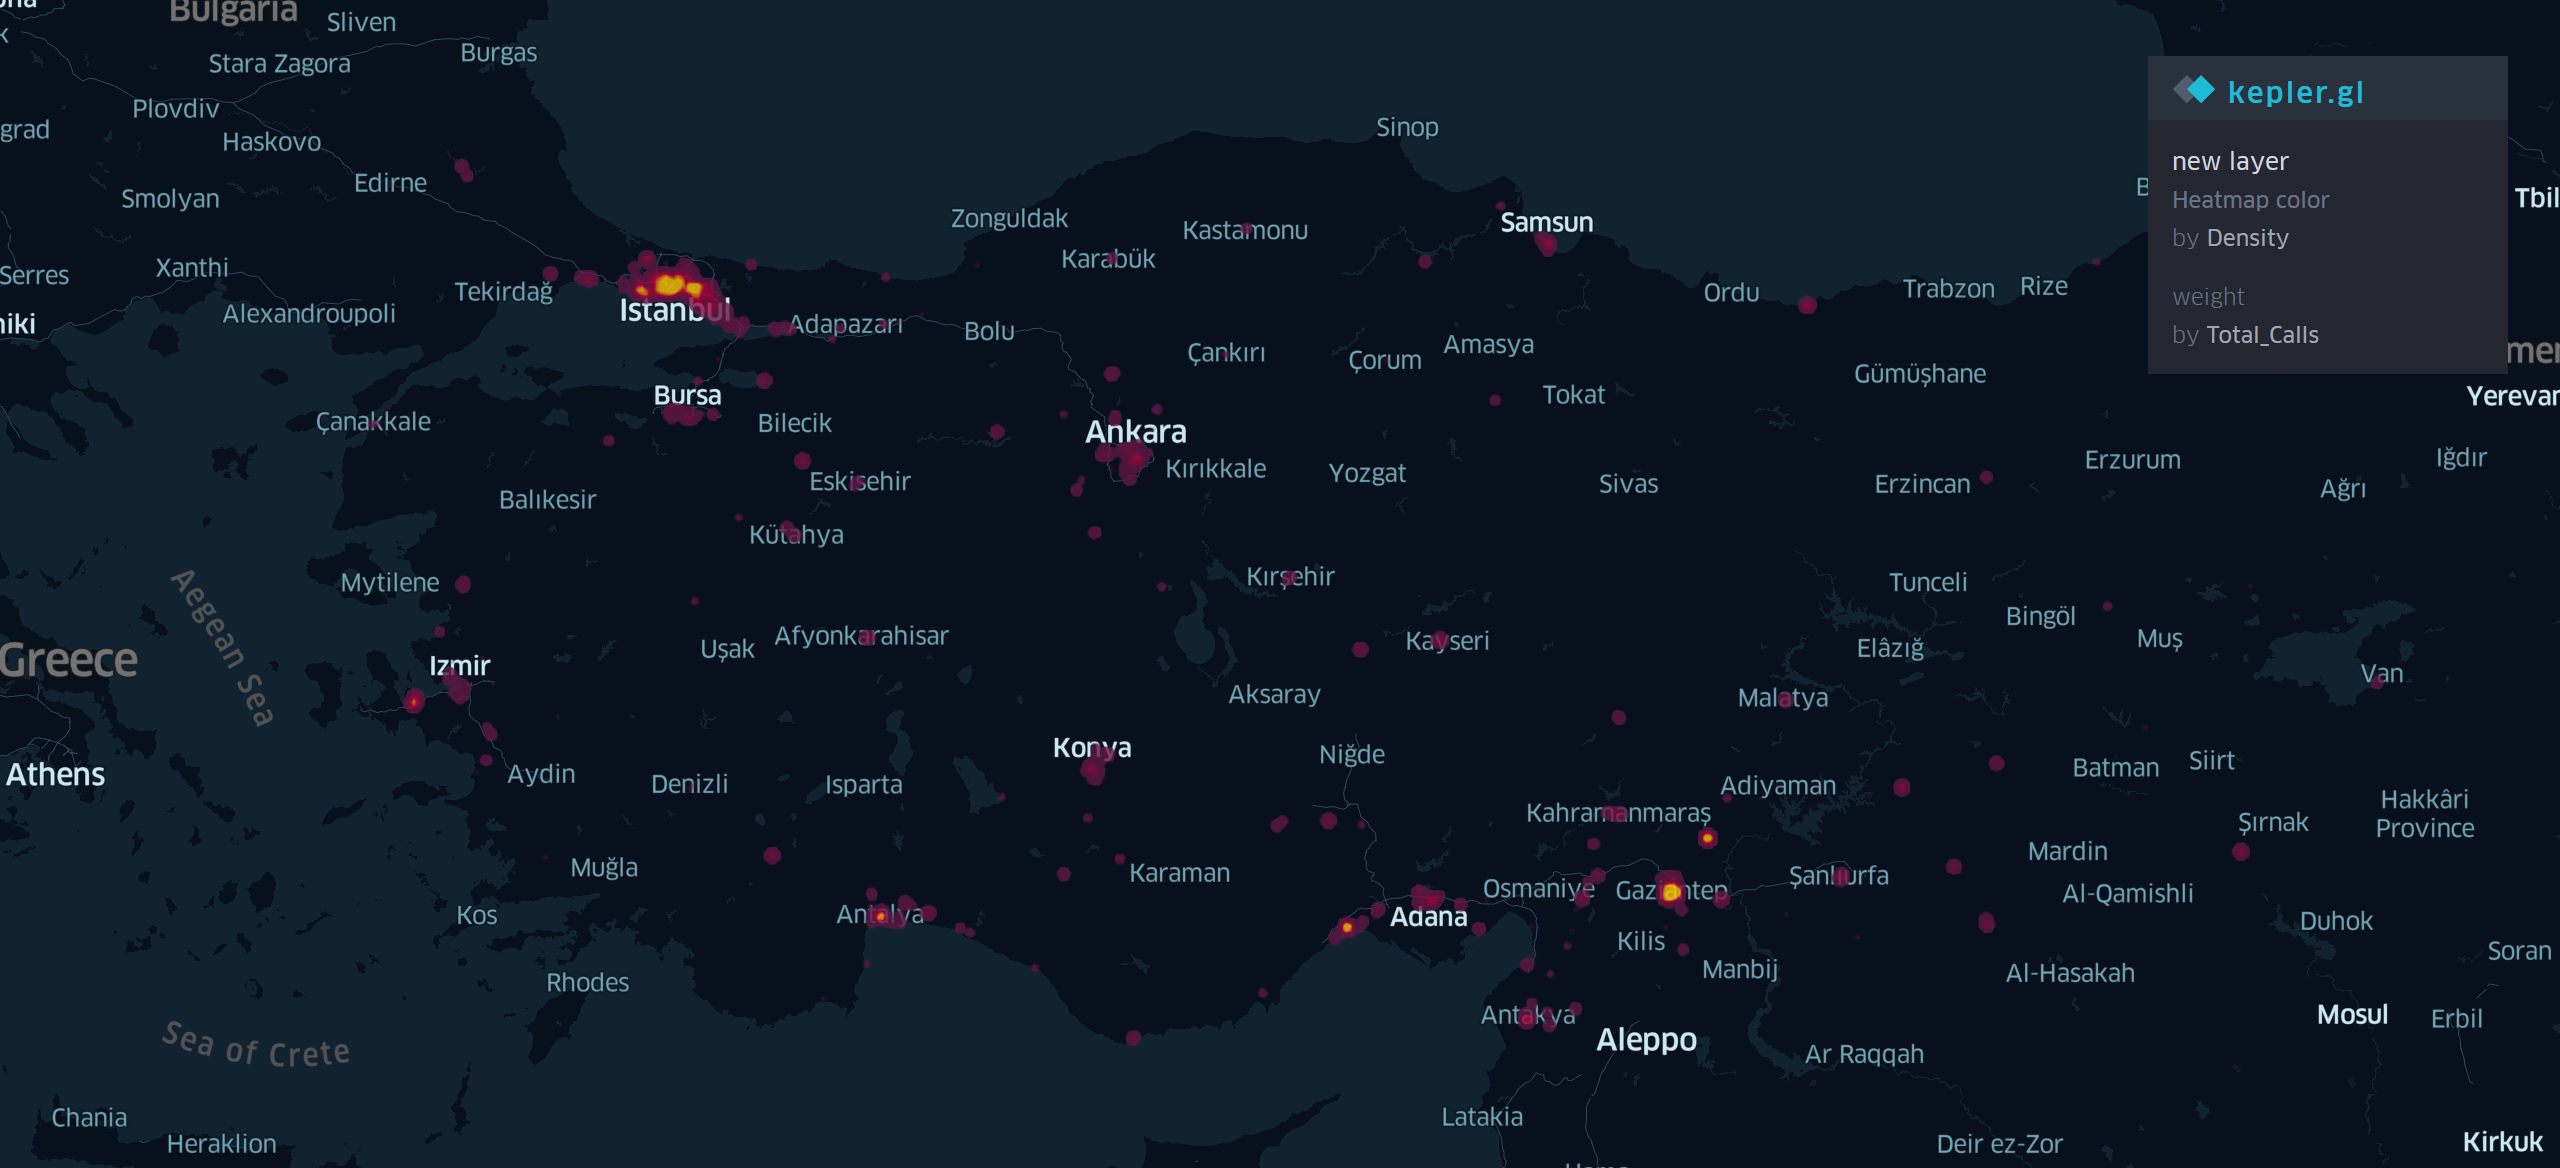 Bulgaria
Sliven
Burgas
Stara Zagora
Plovdiv
grad
Haskovo
Edirne
Smolyan
Serres
Xanthi
Tekirdağ
Alexandroupoli
niki
Istanbul
Adapazarı
Bolu
Zonguldak
Karabük
Kastamonu
Sinop
Samsun
Ordu
Trabzon
Rize
B
kepler.gl
new layer
Heatmap color
by Density
weight
by Total_Calls
Tbil
men
Yerevan
Çankırı
Çorum
Amasya
Tokat
Gümüşhane
Bursa
Bilecik
Çanakkale
Ankara
Kırıkkale
Yozgat
Sivas
Erzincan
Erzurum
Iğdır
Ağrı
Eskisehir
Balıkesir
Kütahya
Mytilene
Kırşehir
Tunceli
Bingöl
Muş
Elâzığ
Van
Aegean Sea
Greece
Izmir
Uşak
Afyonkarahisar
Kayseri
Aksaray
Malatya
Athens
Aydin
Denizli
Isparta
Konya
Niğde
Adiyaman
Batman
Siirt
Hakkâri
Province
Şırnak
Kahramanmaraş
Mardin
Muğla
Karaman
Osmaniye
Gaziantep
Şanlıurfa
Al-Qamishli
Kos
Antalya
Adana
Kilis
Duhok
Soran
Manbij
Al-Hasakah
Rhodes
Antakya
Mosul
Erbil
Sea of Crete
Aleppo
Ar Raqqah
Chania
Heraklion
Latakia
Deir ez-Zor
Kirkuk